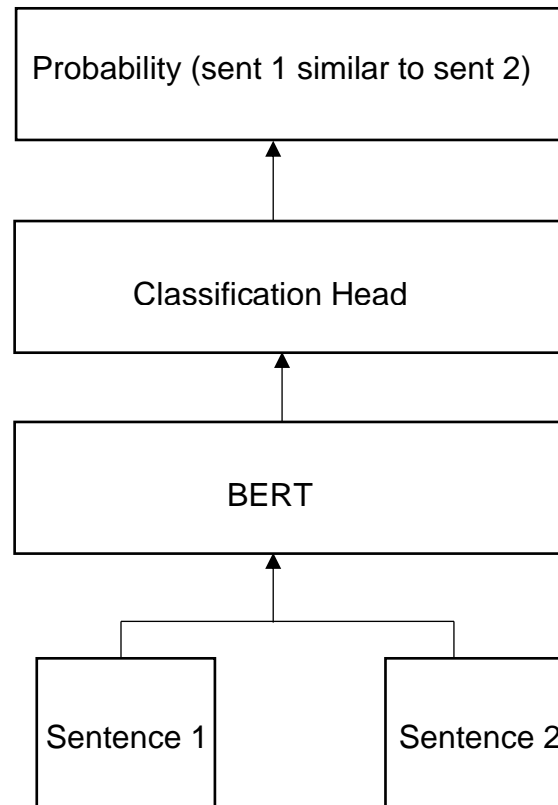 Probability (sent 1 similar to sent 2)
Classification Head
BERT
Sentence 1
Sentence 2